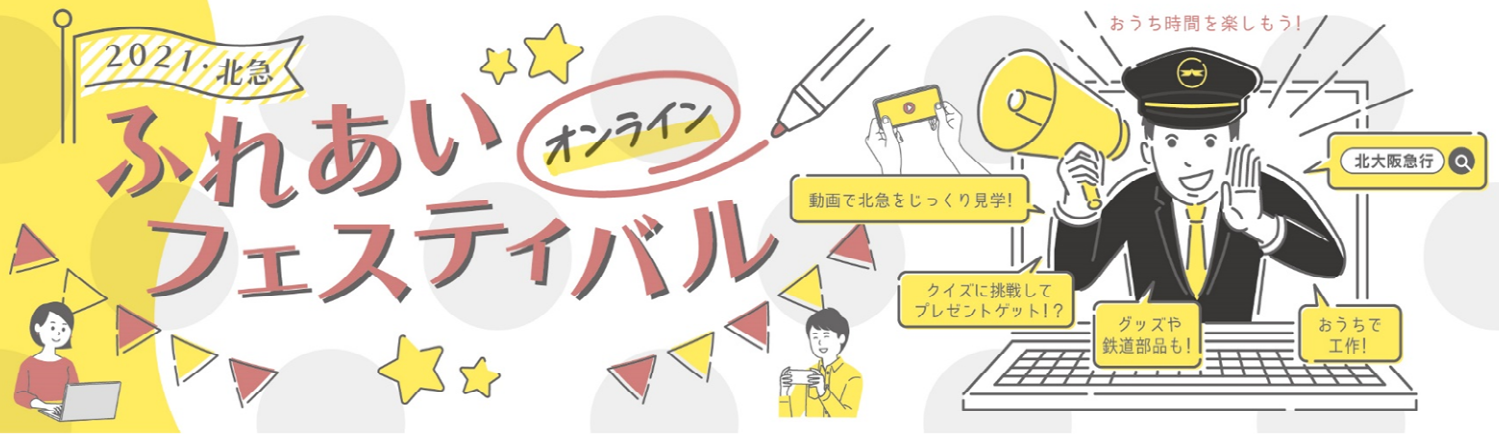 2021・北急
ふれあい
オンライン
フェスティバル
おうち時間を楽しもう!
北大阪急行
動画で北急をじっくり見学!
クイズに挑戦して
プレゼントゲット!?
グッズや
鉄道部品も!
おうちで
工作!